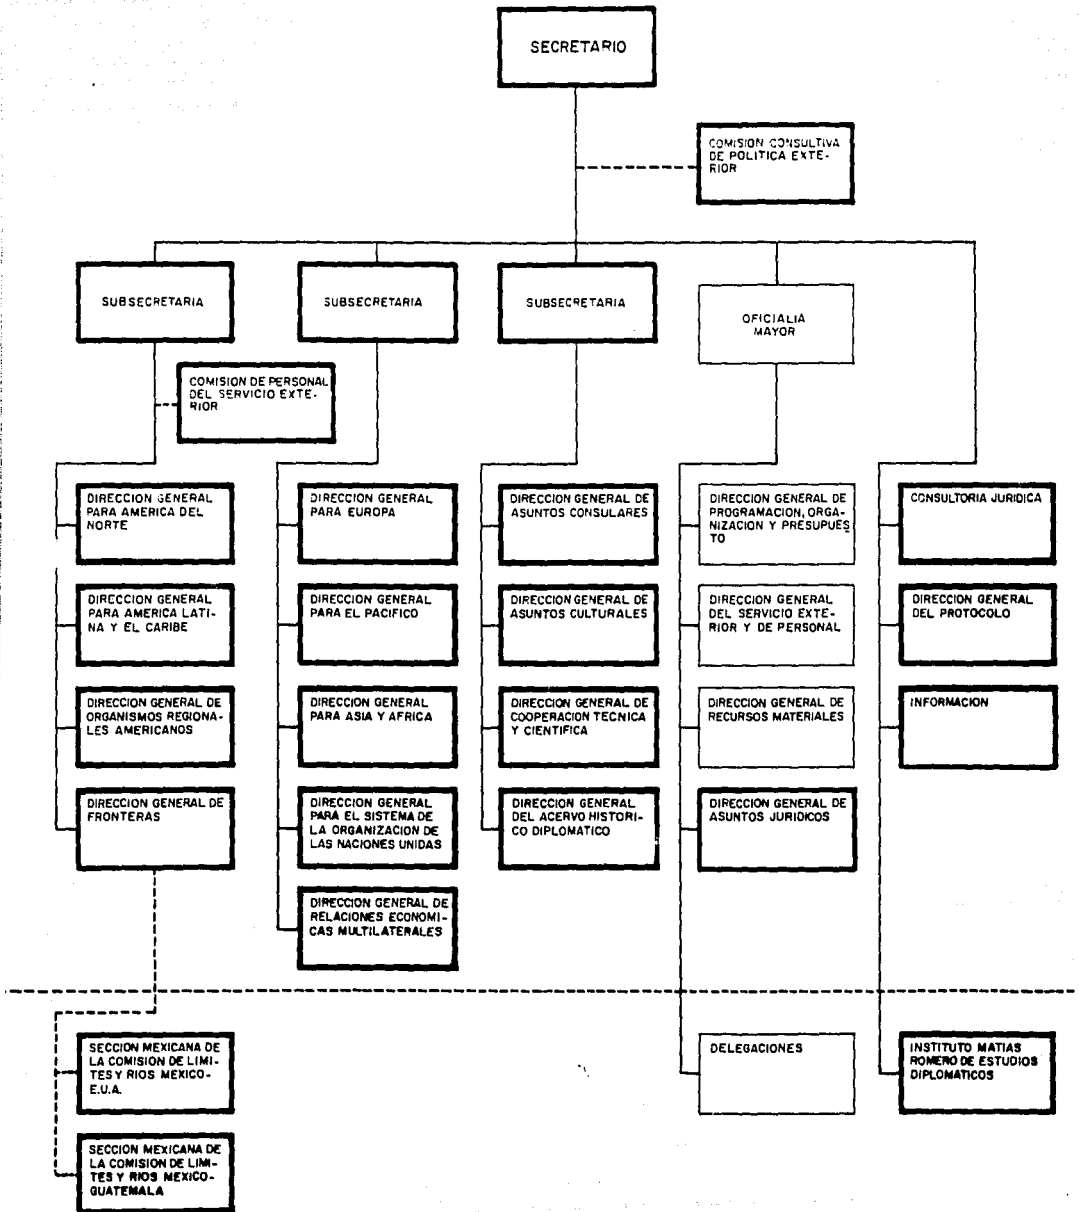 SECRETARIO
COMISION CONSULTIVA
DE POLITICA EXTE-
RIOR
SUBSECRETARIA
SUBSECRETARIA
SUBSECRETARIA
OFICIALIA
MAYOR
COMISION DE PERSONAL
DEL SERVICIO EXTE-
RIOR
DIRECCION GENERAL
PARA AMERICA DEL
NORTE
DIRECCION GENERAL
PARA EUROPA
DIRECCION GENERAL DE
ASUNTOS CONSULARES
DIRECCION GENERAL DE
PROGRAMACION, ORGA-
NIZACION Y PRESUPUES
TO
CONSULTORIA JURIDICA
DIRECCION GENERAL
PARA AMERICA LATI-
NA Y EL CARIBE
DIRECCION GENERAL
PARA EL PACIFICO
DIRECCION GENERAL DE
ASUNTOS CULTURALES
DIRECCION GENERAL
DEL SERVICIO EXTE-
RIOR Y DE PERSONAL
DIRECCION GENERAL
DEL PROTOCOLO
DIRECCION GENERAL DE
ORGANISMOS REGIONA-
LES AMERICANOS
DIRECCION GENERAL
PARA ASIA Y AFRICA
DIRECCION GENERAL DE
COOPERACION TECNICA
Y CIENTIFICA
DIRECCION GENERAL DE
RECURSOS MATERIALES
INFORMACION
DIRECCION GENERAL DE
FRONTERAS
DIRECCION GENERAL
PARA EL SISTEMA DE
LA ORGANIZACION DE
LAS NACIONES UNIDAS
DIRECCION GENERAL
DEL ACERVO HISTORI-
CO DIPLOMATICO
DIRECCION GENERAL DE
ASUNTOS JURIDICOS
DIRECCION GENERAL DE
RELACIONES ECONOMI-
CAS MULTILATERALES
SECCION MEXICANA DE
LA COMISION DE LIMI-
TES Y RIOS MEXICO-
E.U.A.
DELEGACIONES
INSTITUTO MATIAS
ROMERO DE ESTUDIOS
DIPLOMATICOS
SECCION MEXICANA DE
LA COMISION DE LIMI-
TES Y RIOS MEXICO-
GUATEMALA